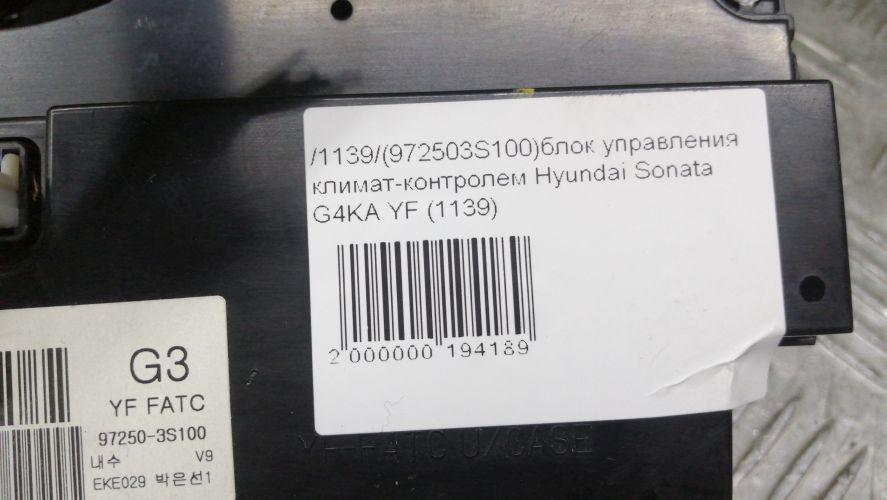 /1139/(972503S100)блок управления
климат-контролем Hyundai Sonata
G4KA YF (1139)
2 000000 194189
G3
YF FATC
97250-3S100
내수 V9
EKE029 박은선1
YF-FATC U/CASE